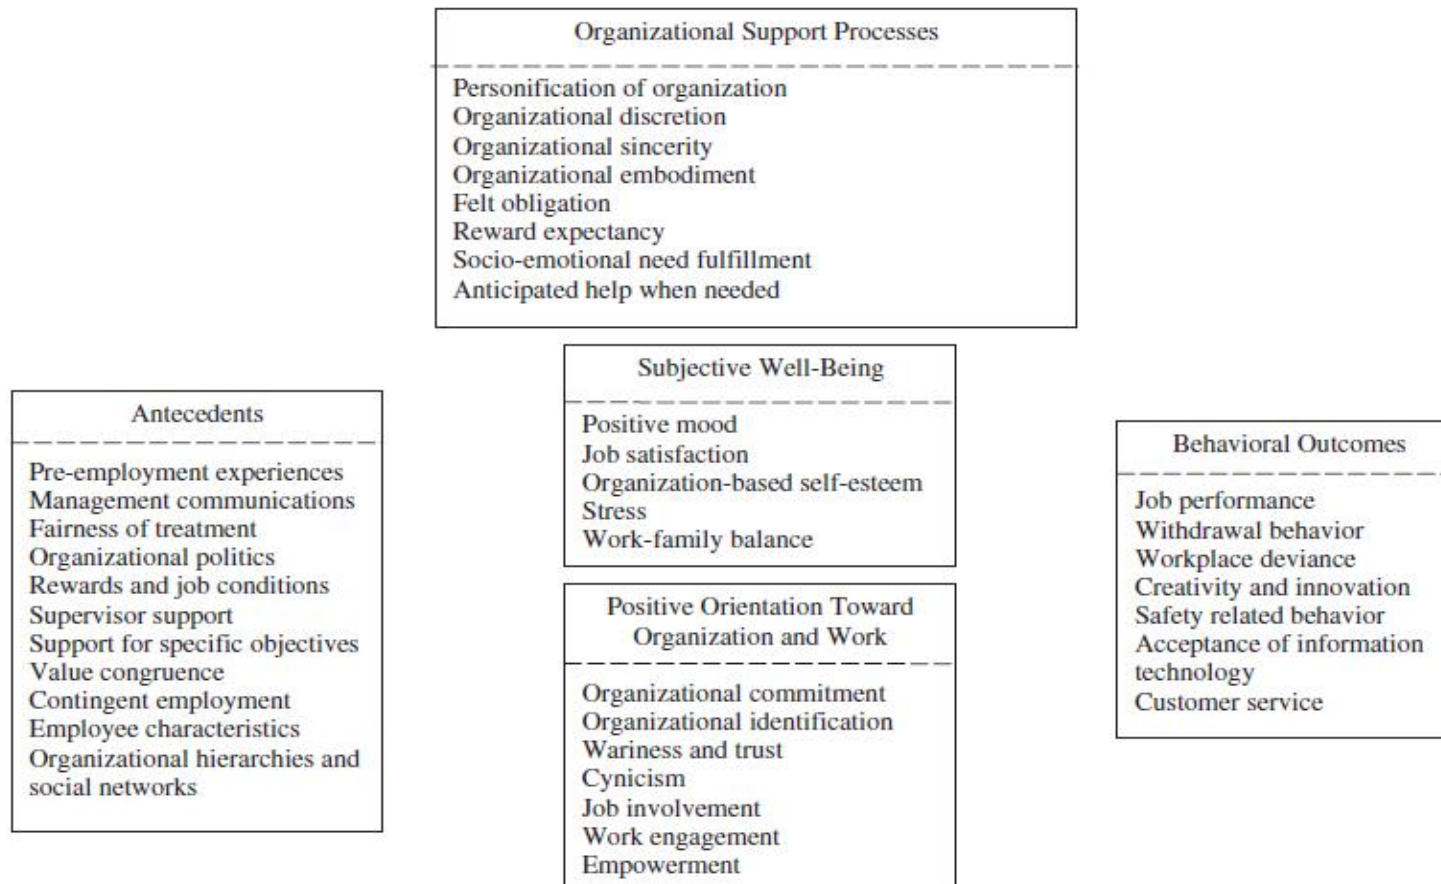 Organizational Support Processes
Personification of organization
Organizational discretion
Organizational sincerity
Organizational embodiment
Felt obligation
Reward expectancy
Socio-emotional need fulfillment
Anticipated help when needed
Antecedents
Pre-employment experiences
Management communications
Fairness of treatment
Organizational politics
Rewards and job conditions
Supervisor support
Support for specific objectives
Value congruence
Contingent employment
Employee characteristics
Organizational hierarchies and
social networks
Subjective Well-Being
Positive mood
Job satisfaction
Organization-based self-esteem
Stress
Work-family balance
Positive Orientation Toward
Organization and Work
Organizational commitment
Organizational identification
Wariness and trust
Cynicism
Job involvement
Work engagement
Empowerment
Behavioral Outcomes
Job performance
Withdrawal behavior
Workplace deviance
Creativity and innovation
Safety related behavior
Acceptance of information
technology
Customer service